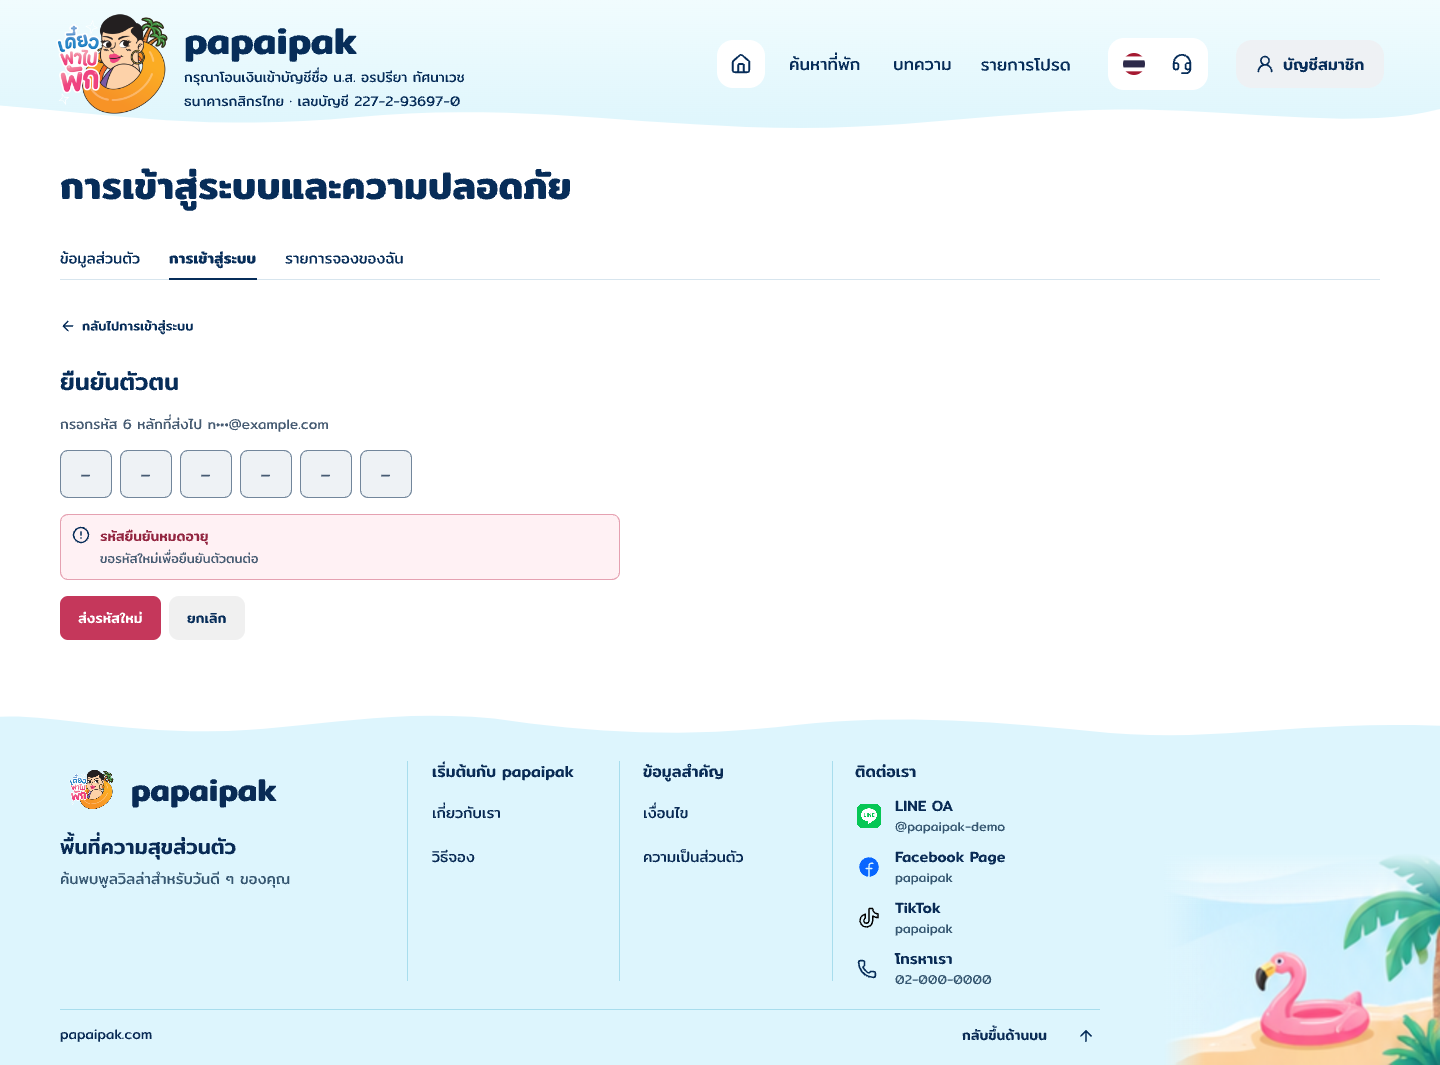 เดี๋ยว
พาไป
พัก
papaipak
กรุณาโอนเงินเข้าบัญชีชื่อ น.ส. อรปรียา ทัศนาเวช
ธนาคารกสิกรไทย · เลขบัญชี 227-2-93697-0
ค้นหาที่พัก
บทความ
รายการโปรด
บัญชีสมาชิก
การเข้าสู่ระบบและความปลอดภัย
ข้อมูลส่วนตัว
การเข้าสู่ระบบ
รายการจองของฉัน
กลับไปการเข้าสู่ระบบ
ยืนยันตัวตน
กรอกรหัส 6 หลักที่ส่งไป n•••@example.com
– – – – – –
รหัสยืนยันหมดอายุ
ขอรหัสใหม่เพื่อยืนยันตัวตนต่อ
ส่งรหัสใหม่
ยกเลิก
เดี๋ยว
พาไป
พัก
papaipak
พื้นที่ความสุขส่วนตัว
ค้นพบพูลวิลล่าสำหรับวันดี ๆ ของคุณ
เริ่มต้นกับ papaipak
เกี่ยวกับเรา
วิธีจอง
ข้อมูลสำคัญ
เงื่อนไข
ความเป็นส่วนตัว
ติดต่อเรา
LINE
LINE OA
@papaipak-demo
Facebook Page
papaipak
TikTok
papaipak
โทรหาเรา
02-000-0000
papaipak.com
กลับขึ้นด้านบน